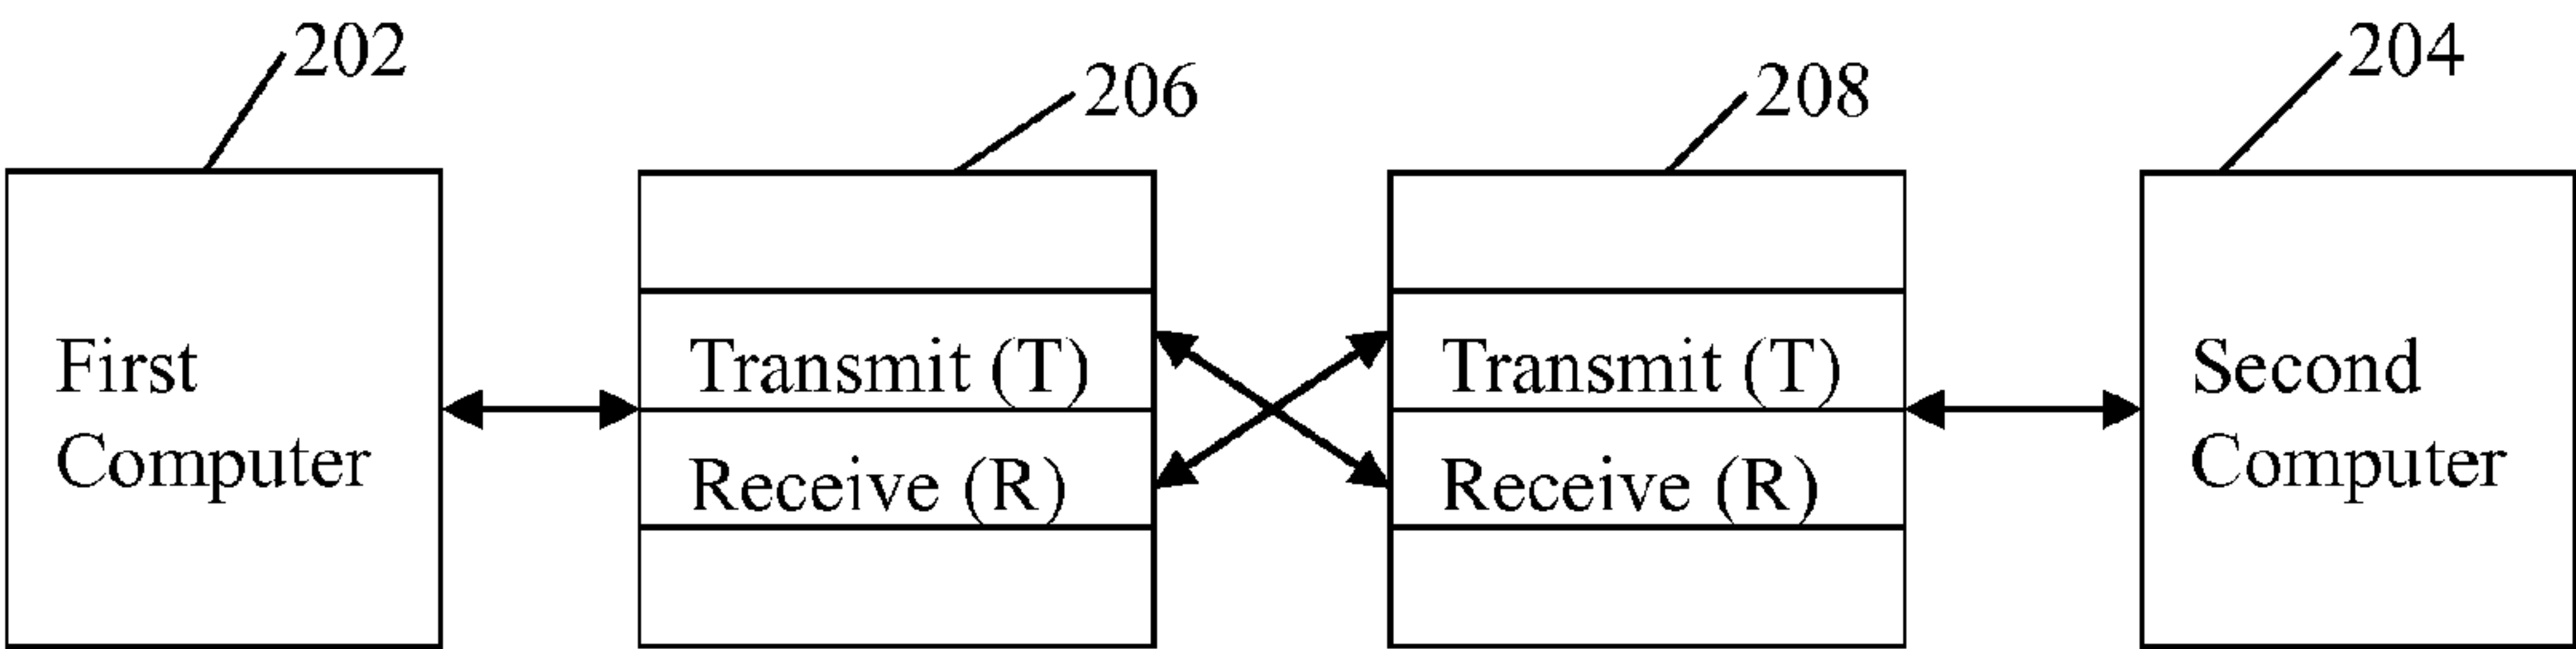 202
206
208
204
First
Computer
Transmit (T)
Receive (R)
Transmit (T)
Receive (R)
Second
Computer